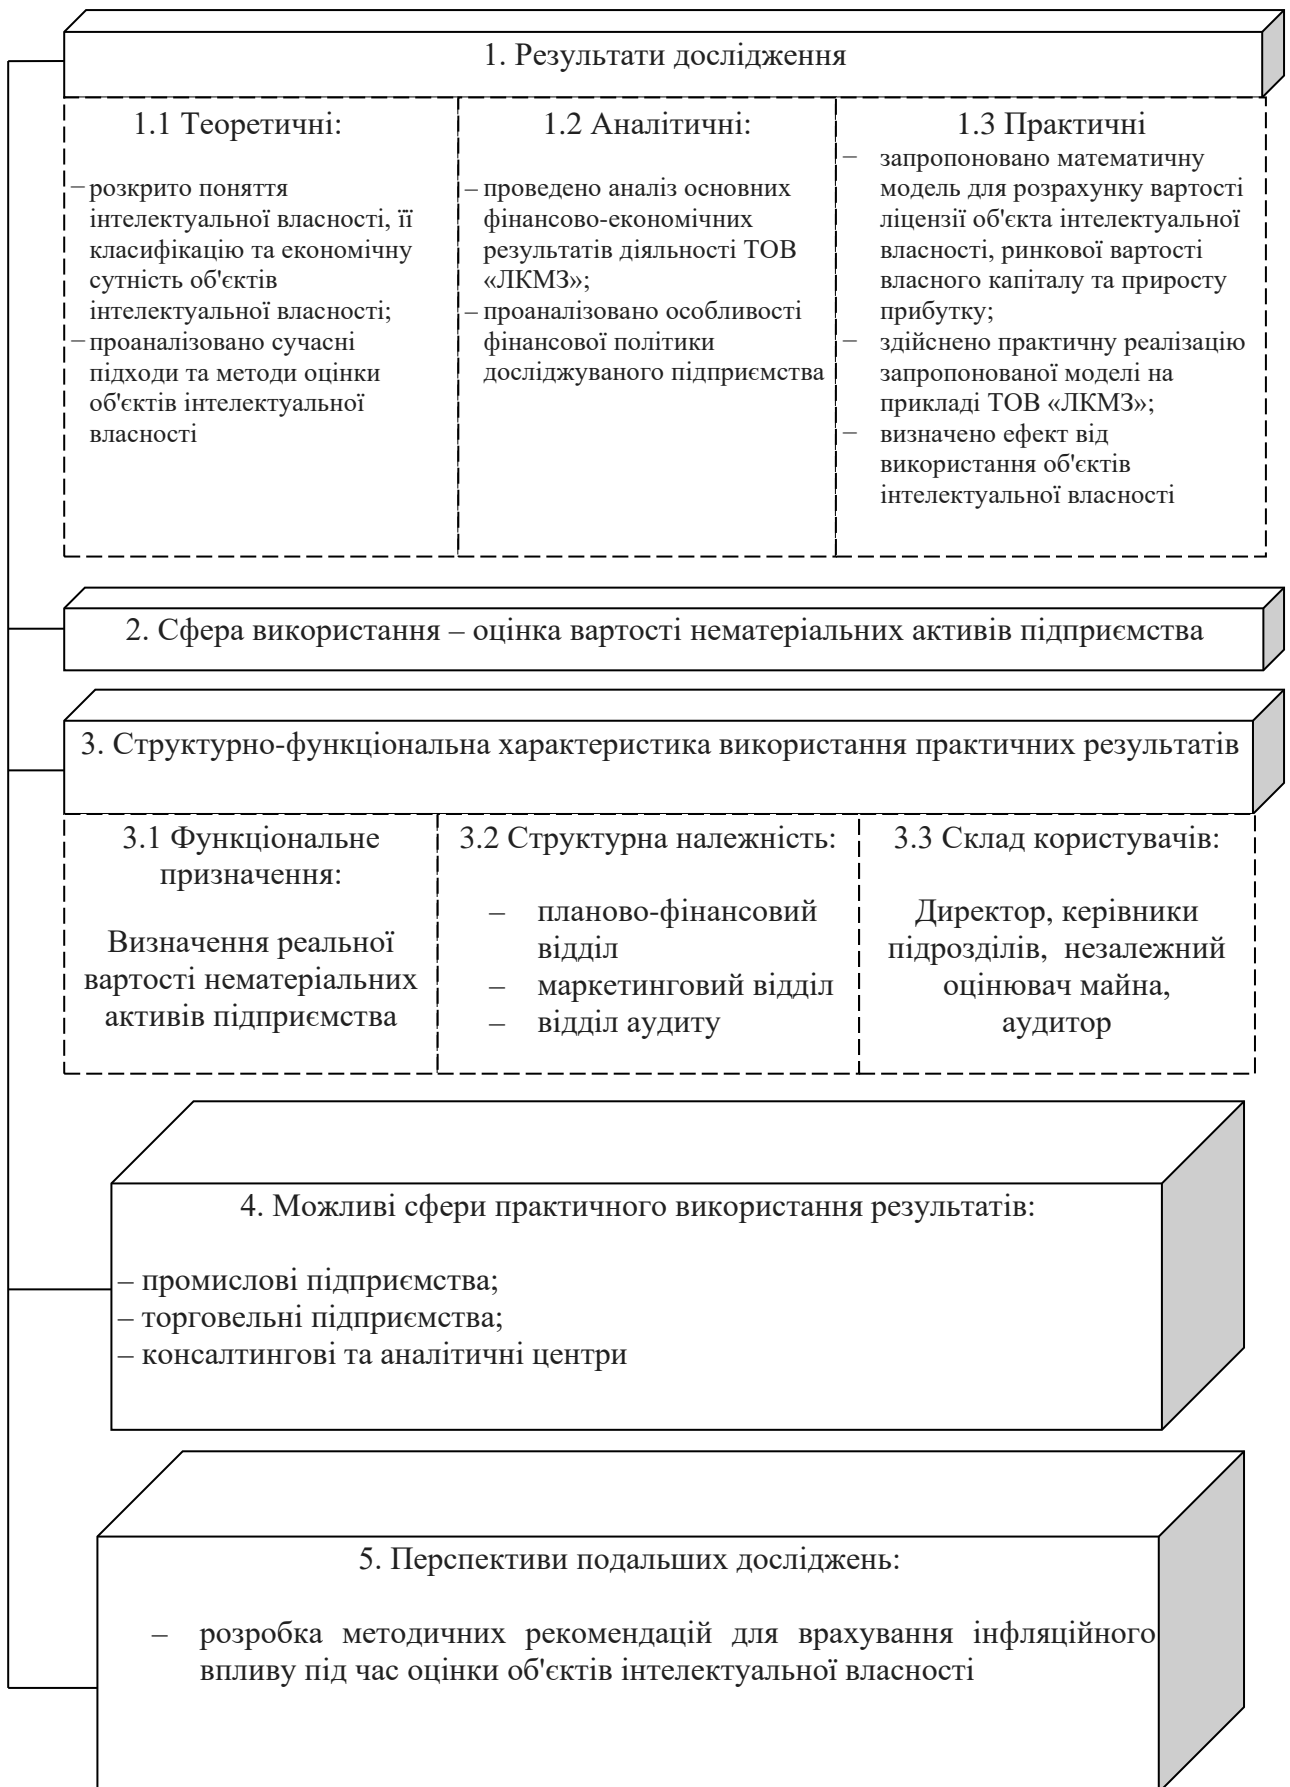 1. Результати дослідження
1.1 Теоретичні:
– розкрито поняття
інтелектуальної власності, її
класифікацію та економічну
сутність об'єктів
інтелектуальної власності;
– проаналізовано сучасні
підходи та методи оцінки
об'єктів інтелектуальної
власності
1.2 Аналітичні:
– проведено аналіз основних
фінансово-економічних
результатів діяльності ТОВ
«ЛКМЗ»;
– проаналізовано особливості
фінансової політики
досліджуваного підприємства
1.3 Практичні
– запропоновано математичну
модель для розрахунку вартості
ліцензії об'єкта інтелектуальної
власності, ринкової вартості
власного капіталу та приросту
прибутку;
– здійснено практичну реалізацію
запропонованої моделі на
прикладі ТОВ «ЛКМЗ»;
– визначено ефект від
використання об'єктів
інтелектуальної власності
2. Сфера використання – оцінка вартості нематеріальних активів підприємства
3. Структурно-функціональна характеристика використання практичних результатів
3.1 Функціональне
призначення:
Визначення реальної
вартості нематеріальних
активів підприємства
3.2 Структурна належність:
– планово-фінансовий
відділ
– маркетинговий відділ
– відділ аудиту
3.3 Склад користувачів:
Директор, керівники
підрозділів, незалежний
оцінювач майна,
аудитор
4. Можливі сфери практичного використання результатів:
– промислові підприємства;
– торговельні підприємства;
– консалтингові та аналітичні центри
5. Перспективи подальших досліджень:
– розробка методичних рекомендацій для врахування інфляційного
впливу під час оцінки об'єктів інтелектуальної власності